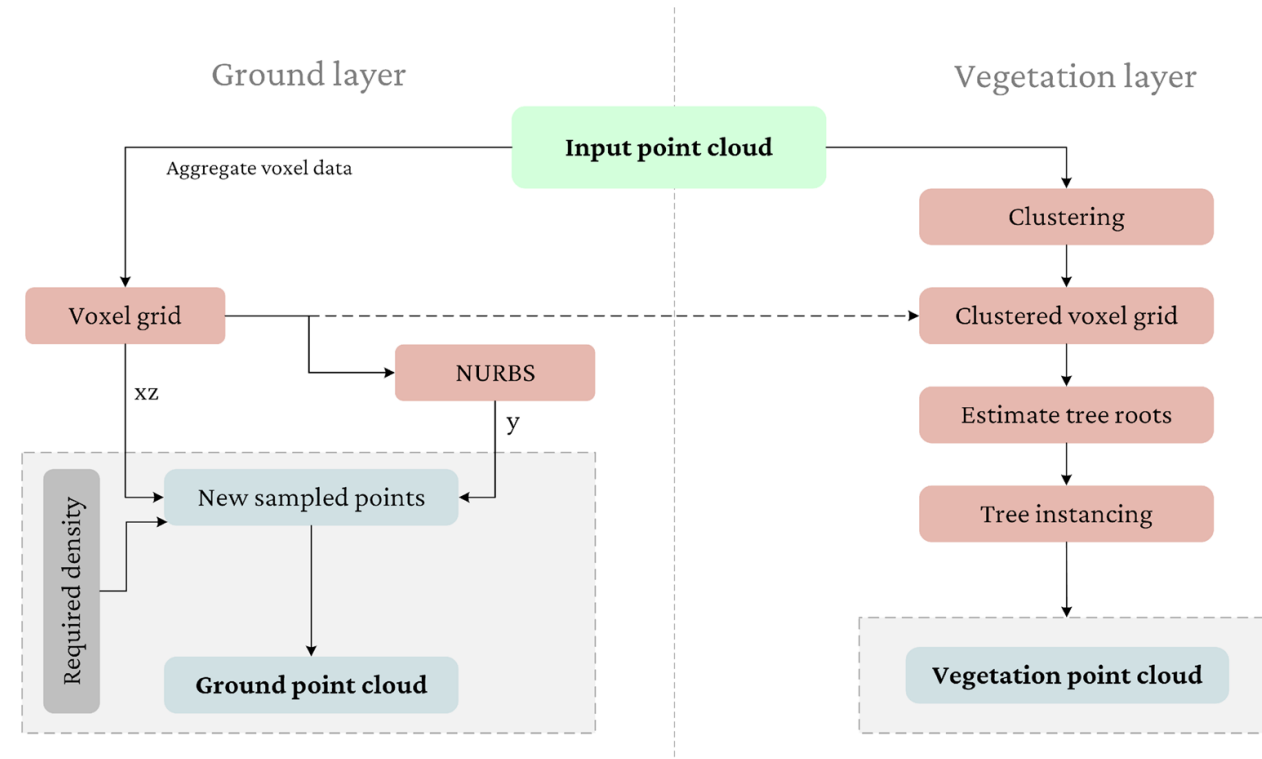 Ground layer
Vegetation layer
Input point cloud
Aggregate voxel data
Clustering
Voxel grid
Clustered voxel grid
NURBS
xz
y
Estimate tree roots
Required density
New sampled points
Tree instancing
Ground point cloud
Vegetation point cloud